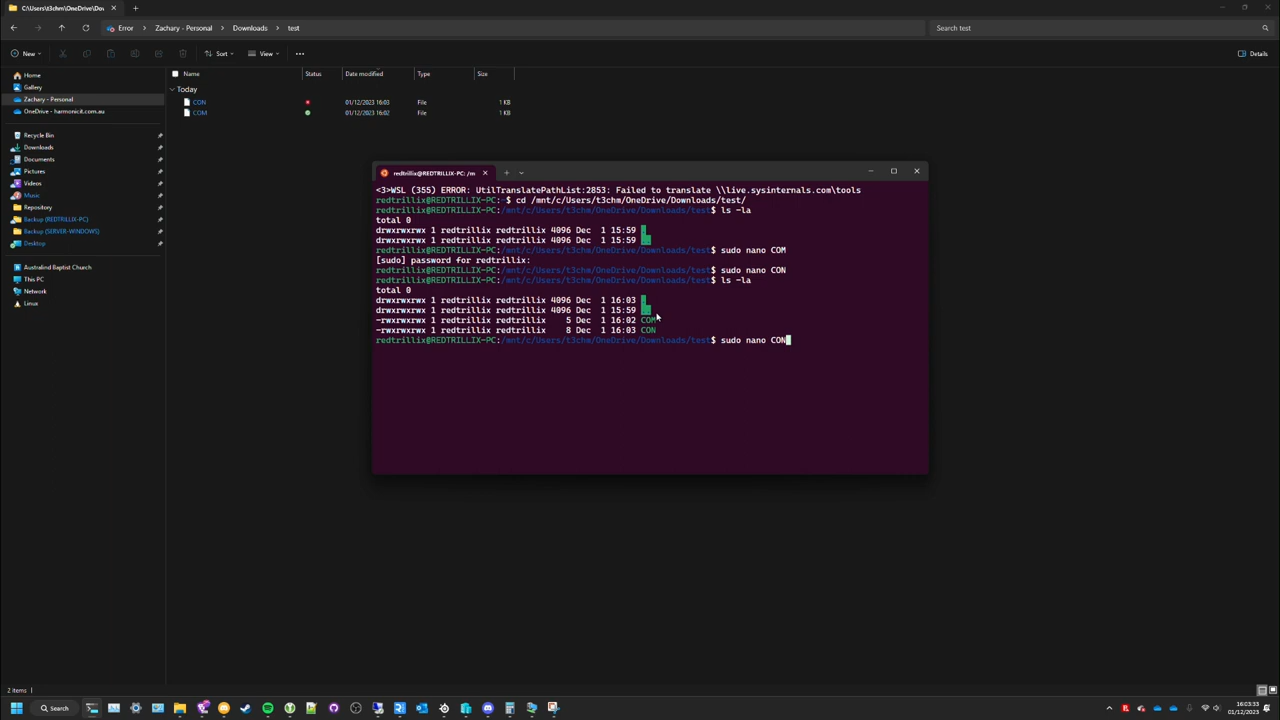 C:\Users\t3chm\OneDrive\Dov
Error > Zachary - Personal > Downloads > test
Search test
New
Sort
View
Details
Name Status Date modified Type Size
Home
Gallery
Zachary - Personal
OneDrive - harmonicit.com.au
Recycle Bin
Downloads
Documents
Pictures
Videos
Music
Repository
Backup (REDTRILLIX-PC)
Backup (SERVER-WINDOWS)
Desktop
Australind Baptist Church
This PC
Network
Linux
Today
CON 01/12/2023 16:03 File 1 KB
COM 01/12/2023 16:02 File 1 KB
redtrillix@REDTRILLIX-PC: /m
<3>WSL (355) ERROR: UtilTranslatePathList:2853: Failed to translate \\live.sysinternals.com\tools
redtrillix@REDTRILLIX-PC:~$ cd /mnt/c/Users/t3chm/OneDrive/Downloads/test/
redtrillix@REDTRILLIX-PC:/mnt/c/Users/t3chm/OneDrive/Downloads/test$ ls -la
total 0
drwxrwxrwx 1 redtrillix redtrillix 4096 Dec  1 15:59 .
drwxrwxrwx 1 redtrillix redtrillix 4096 Dec  1 15:59 ..
redtrillix@REDTRILLIX-PC:/mnt/c/Users/t3chm/OneDrive/Downloads/test$ sudo nano COM
[sudo] password for redtrillix:
redtrillix@REDTRILLIX-PC:/mnt/c/Users/t3chm/OneDrive/Downloads/test$ sudo nano CON
redtrillix@REDTRILLIX-PC:/mnt/c/Users/t3chm/OneDrive/Downloads/test$ ls -la
total 0
drwxrwxrwx 1 redtrillix redtrillix 4096 Dec  1 16:03 .
drwxrwxrwx 1 redtrillix redtrillix 4096 Dec  1 15:59 ..
-rwxrwxrwx 1 redtrillix redtrillix    5 Dec  1 16:02 COM
-rwxrwxrwx 1 redtrillix redtrillix    8 Dec  1 16:03 CON
redtrillix@REDTRILLIX-PC:/mnt/c/Users/t3chm/OneDrive/Downloads/test$ sudo nano CON
2 items
Search
16:03:33
01/12/2023